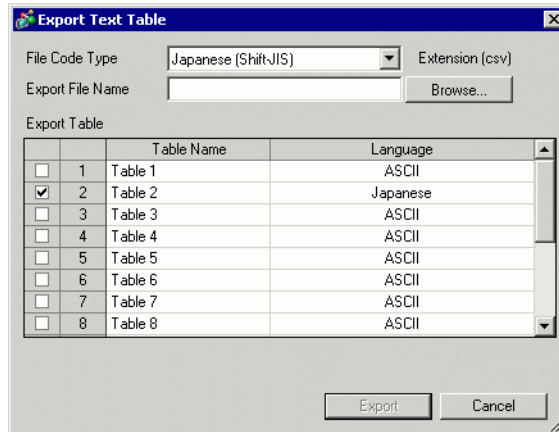 Export Text Table
File Code Type Japanese (Shift-JIS) Extension (csv)
Export File Name Browse...
Export Table
Table Name Language
1 Table 1 ASCII
2 Table 2 Japanese
3 Table 3 ASCII
4 Table 4 ASCII
5 Table 5 ASCII
6 Table 6 ASCII
7 Table 7 ASCII
8 Table 8 ASCII
Export Cancel